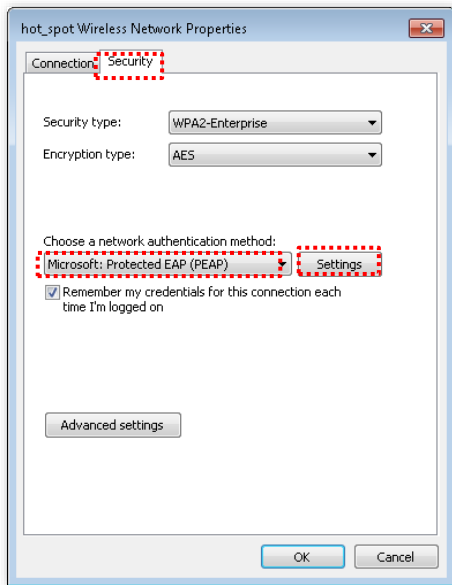 hot_spot Wireless Network Properties
Connection Security
Security type: WPA2-Enterprise
Encryption type: AES
Choose a network authentication method:
Microsoft: Protected EAP (PEAP) Settings
Remember my credentials for this connection each
time I'm logged on
Advanced settings
OK Cancel